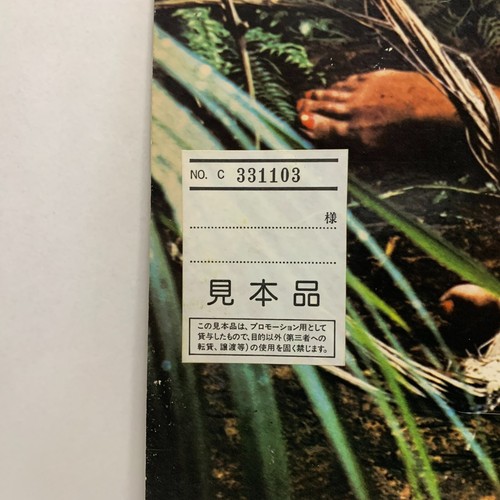 NO. C 331103
様
見本品
この見本品は、プロモーション用として
貸与したもので、目的以外(第三者への
転貸、譲渡等)の使用を固く禁じます。